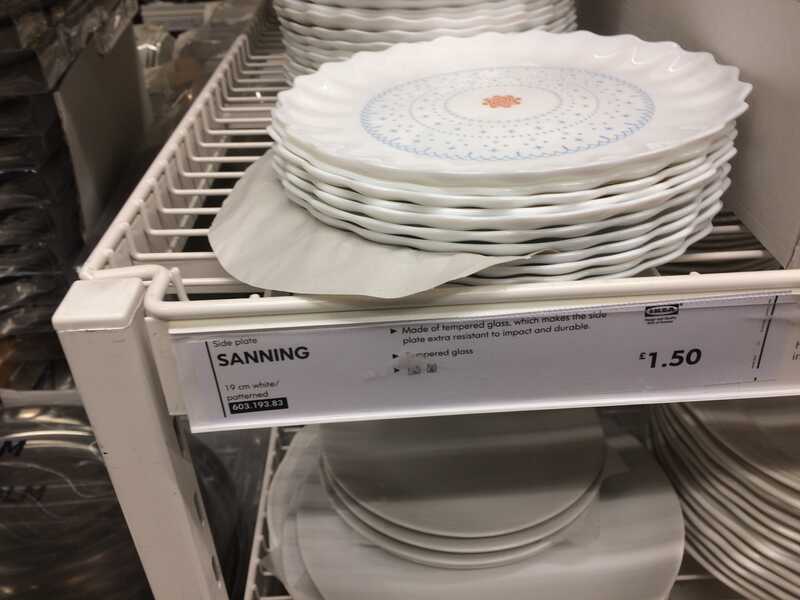 Side plate
SANNING
19 cm white/
patterned
603.193.83
▸ Made of tempered glass, which makes the side
plate extra resistant to impact and durable.
▸ Tempered glass
IKEA
£1.50